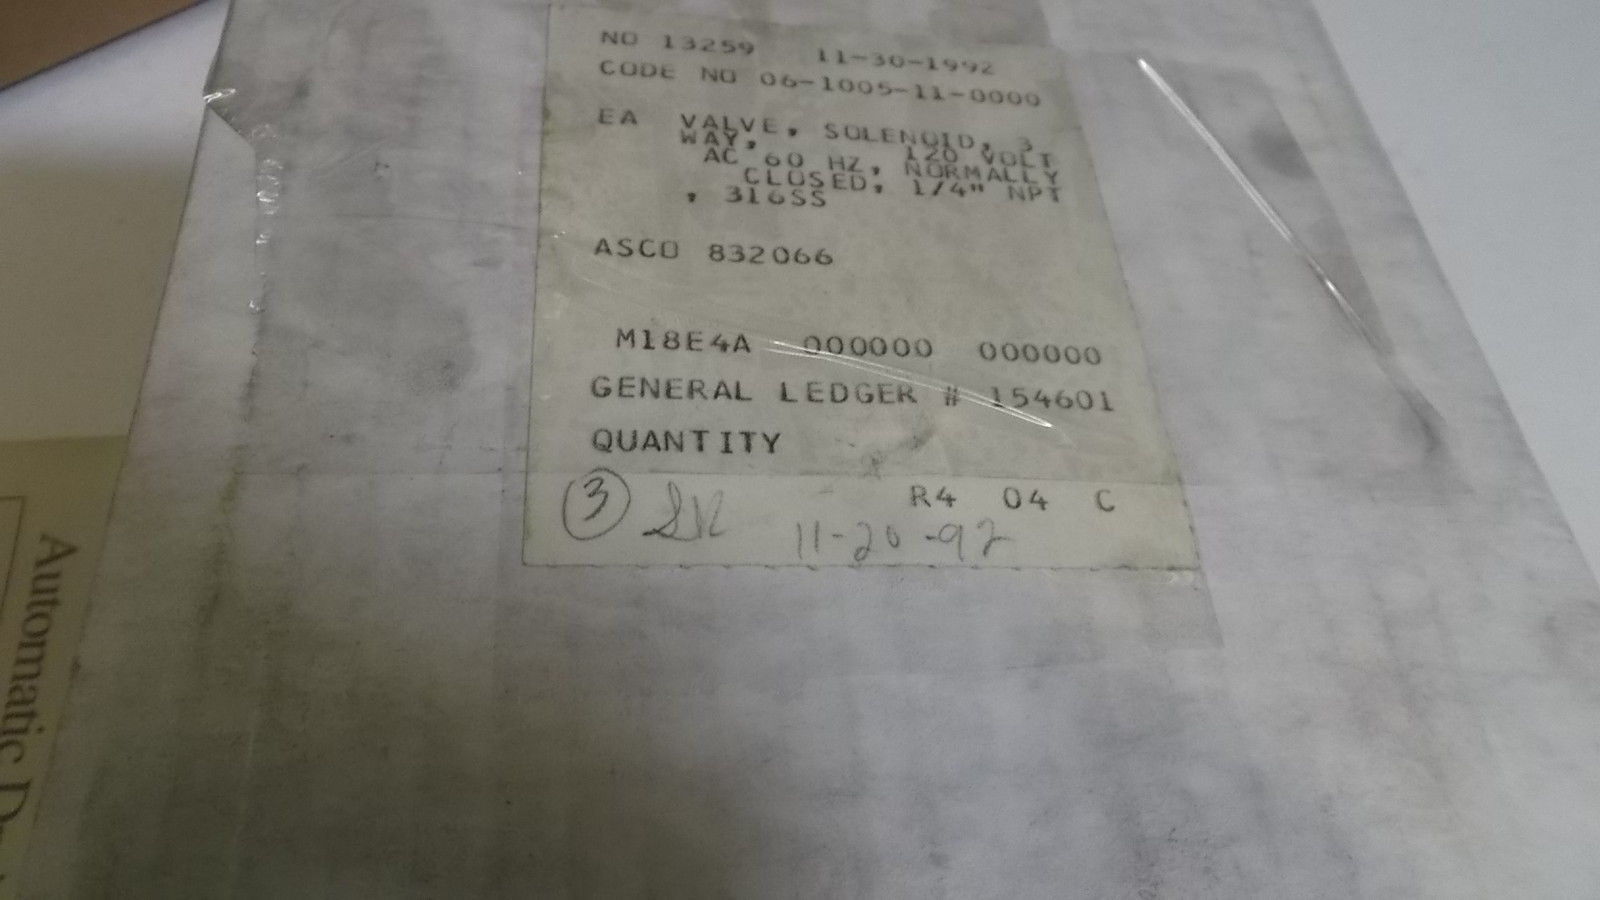 NO 13259 11-30-1992
CODE NO 06-1005-11-0000
EA VALVE, SOLENOID, 3
WAY, 120 VOLT
AC 60 HZ, NORMALLY
CLOSED, 1/4" NPT
, 316SS
ASCO 832066
M18E4A 000000 000000
GENERAL LEDGER # 154601
QUANTITY
R4 04 C
3 11-20-92
Automatic